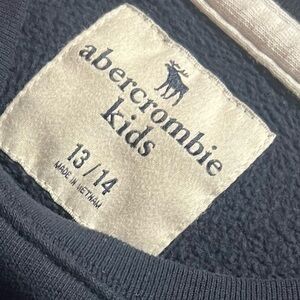 abercrombie
kids
13/14
MADE IN VIETNAM